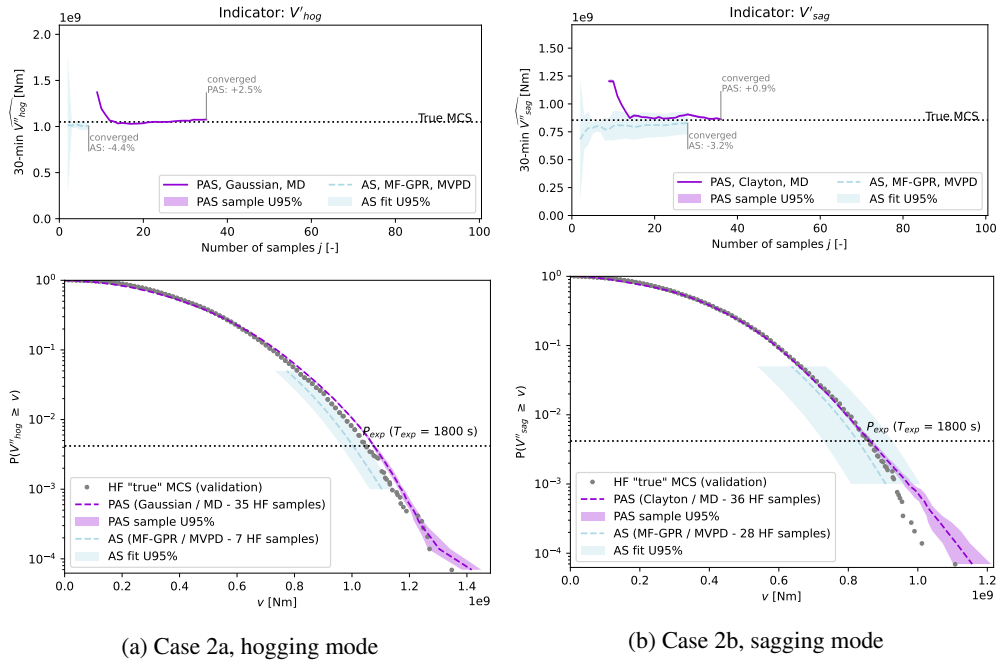 Indicator: V'hog
1e9
2.0
1.5
1.0
0.5
0.0
30-min V''hog [Nm]
converged
PAS: +2.5%
True MCS
converged
AS: -4.4%
PAS, Gaussian, MD
PAS sample U95%
AS, MF-GPR, MVPD
AS fit U95%
0 20 40 60 80 100
Number of samples j [-]
Indicator: V'sag
1e9
1.50
1.25
1.00
0.75
0.50
0.25
0.00
30-min V''sag [Nm]
converged
PAS: +0.9%
True MCS
converged
AS: -3.2%
PAS, Clayton, MD
PAS sample U95%
AS, MF-GPR, MVPD
AS fit U95%
0 20 40 60 80 100
Number of samples j [-]
10⁰
10⁻¹
10⁻²
10⁻³
10⁻⁴
P(V''hog ≥ v)
Pexp (Texp = 1800 s)
HF "true" MCS (validation)
PAS (Gaussian / MD - 35 HF samples)
PAS sample U95%
AS (MF-GPR / MVPD - 7 HF samples)
AS fit U95%
0.0 0.2 0.4 0.6 0.8 1.0 1.2 1.4
v [Nm]
1e9
10⁰
10⁻¹
10⁻²
10⁻³
10⁻⁴
P(V''sag ≥ v)
Pexp (Texp = 1800 s)
HF "true" MCS (validation)
PAS (Clayton / MD - 36 HF samples)
PAS sample U95%
AS (MF-GPR / MVPD - 28 HF samples)
AS fit U95%
0.0 0.2 0.4 0.6 0.8 1.0 1.2
v [Nm]
1e9
(a) Case 2a, hogging mode
(b) Case 2b, sagging mode